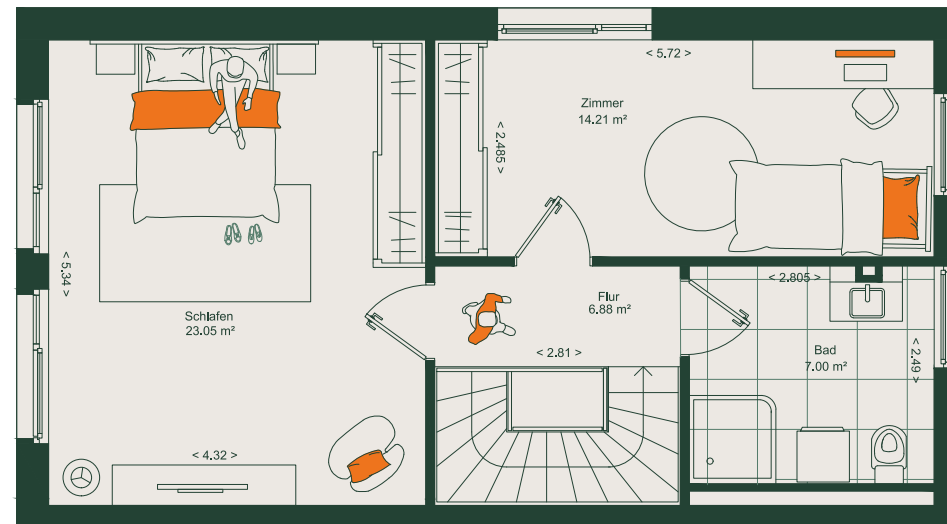 < 5.72 >
Zimmer
14.21 m²
< 2.485 >
< 5.34 >
Schlafen
23.05 m²
< 4.32 >
Flur
6.88 m²
< 2.81 >
< 2.805 >
Bad
7.00 m²
< 2.49 >